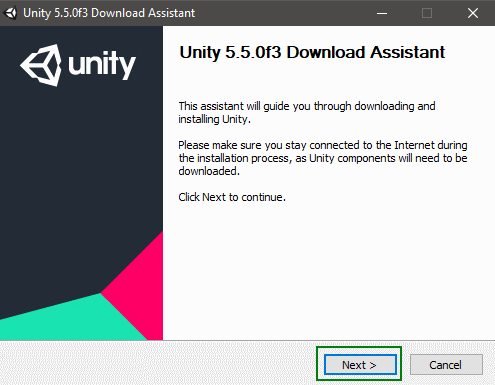 Unity 5.5.0f3 Download Assistant
unity
Unity 5.5.0f3 Download Assistant
This assistant will guide you through downloading and
installing Unity.
Please make sure you stay connected to the Internet during
the installation process, as Unity components will need to be
downloaded.
Click Next to continue.
Next >
Cancel